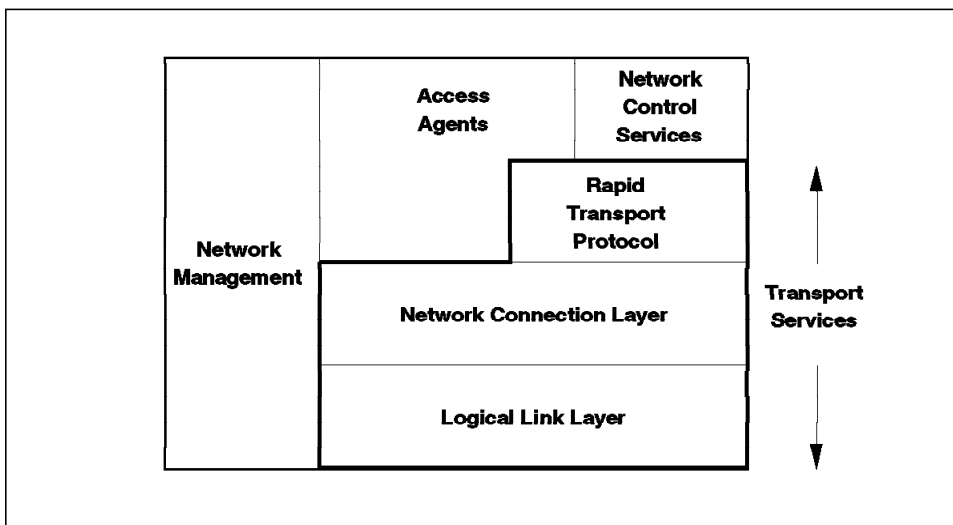 Access
Agents
Network
Control
Services
Rapid
Transport
Protocol
Network
Management
Transport
Services
Network Connection Layer
Logical Link Layer